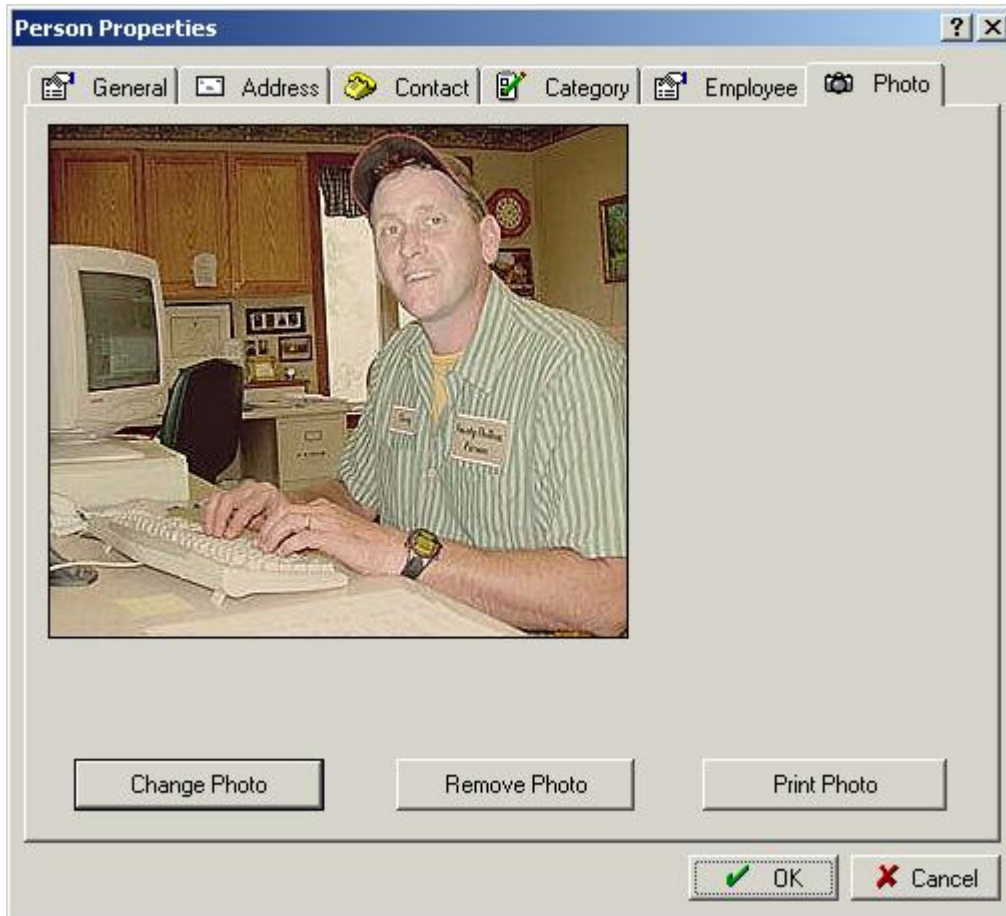 Person Properties
General Address Contact Category Employee Photo
Change Photo Remove Photo Print Photo
OK Cancel